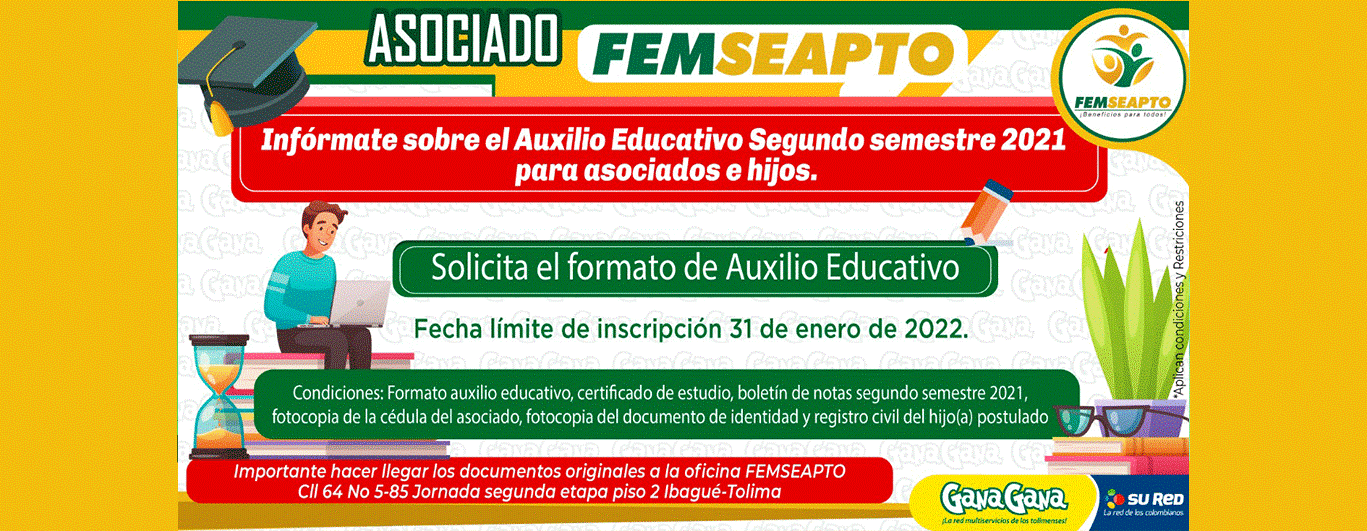 ASOCIADO FEMSEAPTO
FEMSEAPTO
¡Beneficios para todos!
Infórmate sobre el Auxilio Educativo Segundo semestre 2021
para asociados e hijos.
Solicita el formato de Auxilio Educativo
Fecha límite de inscripción 31 de enero de 2022.
Condiciones: Formato auxilio educativo, certificado de estudio, boletín de notas segundo semestre 2021,
fotocopia de la cédula del asociado, fotocopia del documento de identidad y registro civil del hijo(a) postulado
*Aplican condiciones y Restriciones
Importante hacer llegar los documentos originales a la oficina FEMSEAPTO
Cll 64 No 5-85 Jornada segunda etapa piso 2 Ibagué-Tolima
GanaGana
¡La red multiservicios de los tolimenses!
SU RED
La red de los colombianos